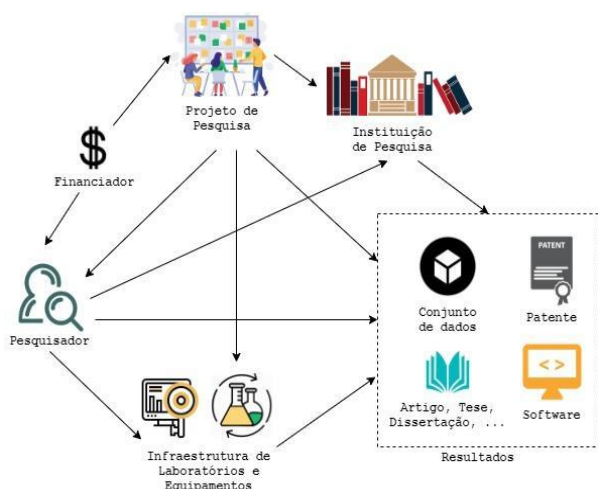 Projeto de
Pesquisa
Instituição
de Pesquisa
$
Financiador
PATENT
Conjunto
de dados
Patente
Pesquisador
< >
Artigo, Tese,
Dissertação, ...
Software
Infraestrutura de
Laboratórios e
Equipamentos
Resultados